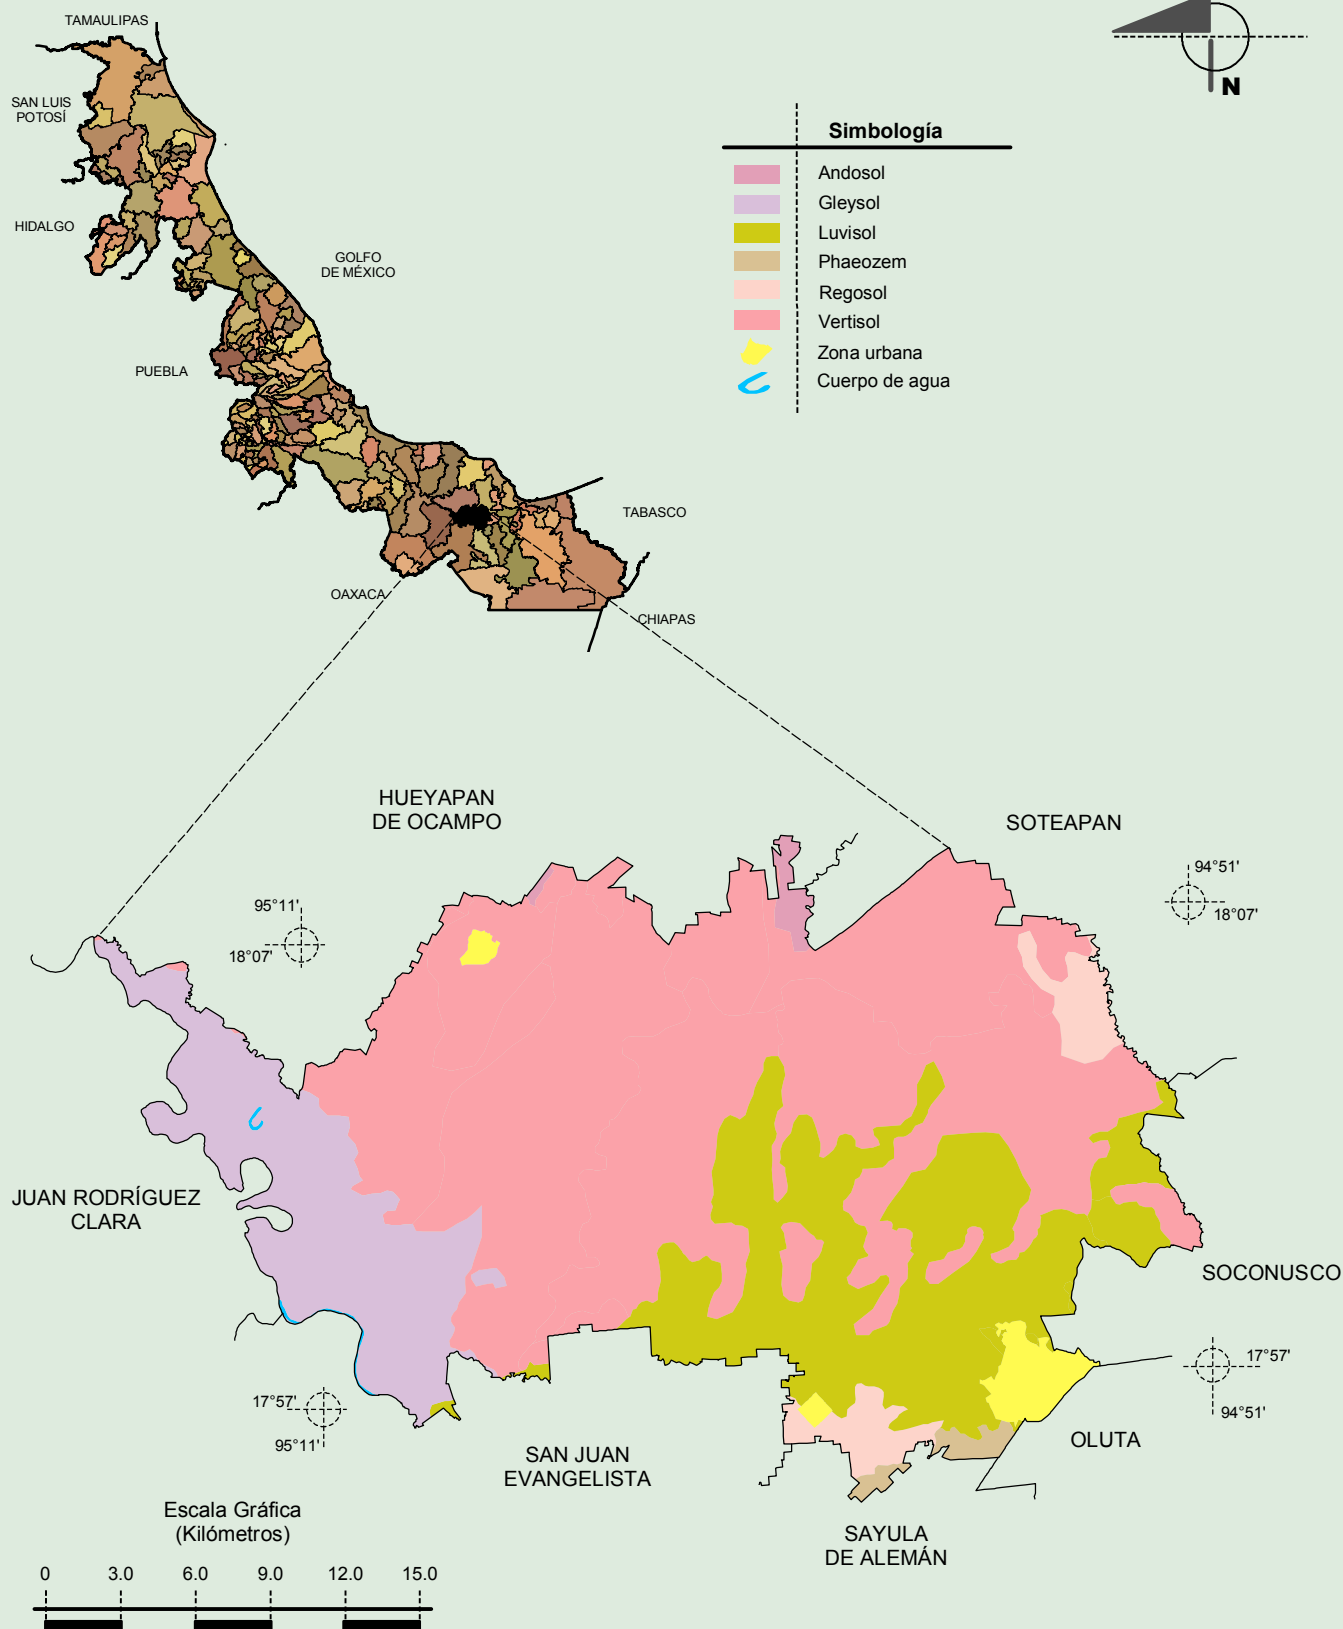 TAMAULIPAS
SAN LUIS
POTOSÍ
HIDALGO
GOLFO
DE MÉXICO
PUEBLA
TABASCO
OAXACA
CHIAPAS
N
Simbología
Andosol
Gleysol
Luvisol
Phaeozem
Regosol
Vertisol
Zona urbana
Cuerpo de agua
HUEYAPAN
DE OCAMPO
SOTEAPAN
94°51'
18°07'
95°11'
18°07'
JUAN RODRÍGUEZ
CLARA
SOCONUSCO
17°57'
94°51'
17°57'
95°11'
OLUTA
SAN JUAN
EVANGELISTA
SAYULA
DE ALEMÁN
Escala Gráfica
(Kilómetros)
0 3.0 6.0 9.0 12.0 15.0